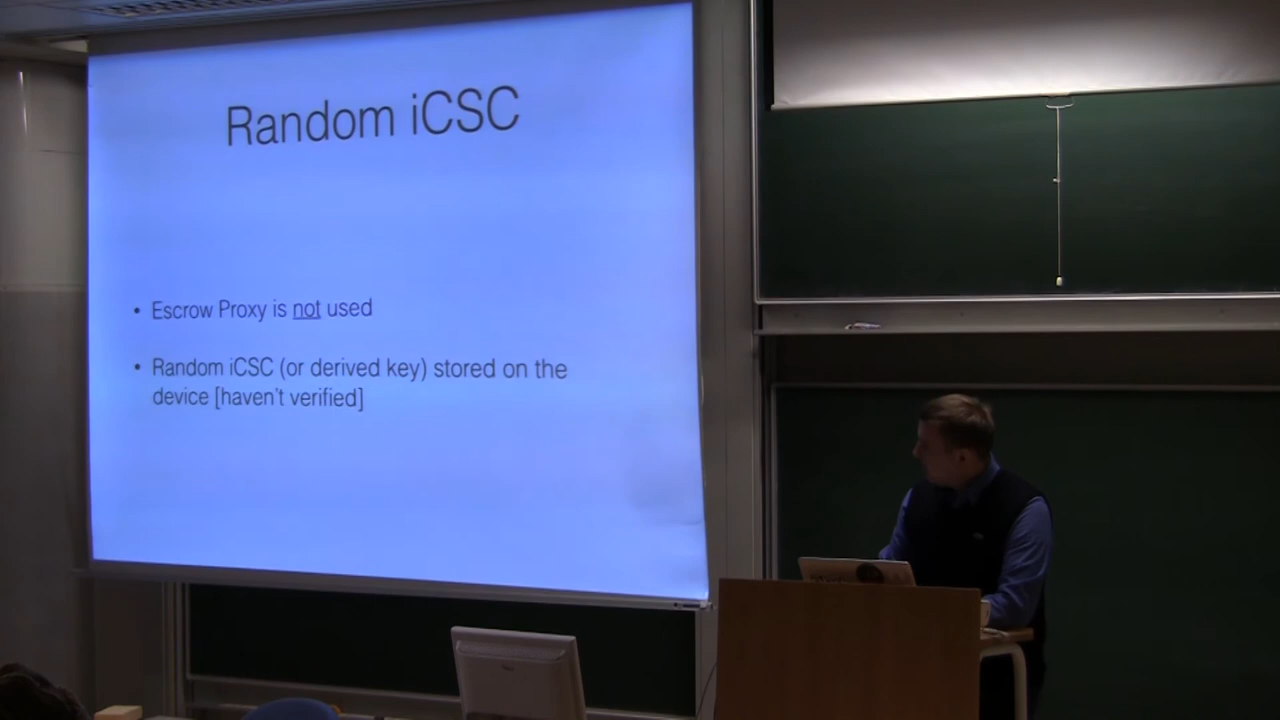 Random iCSC
• Escrow Proxy is not used
• Random iCSC (or derived key) stored on the
device [haven't verified]